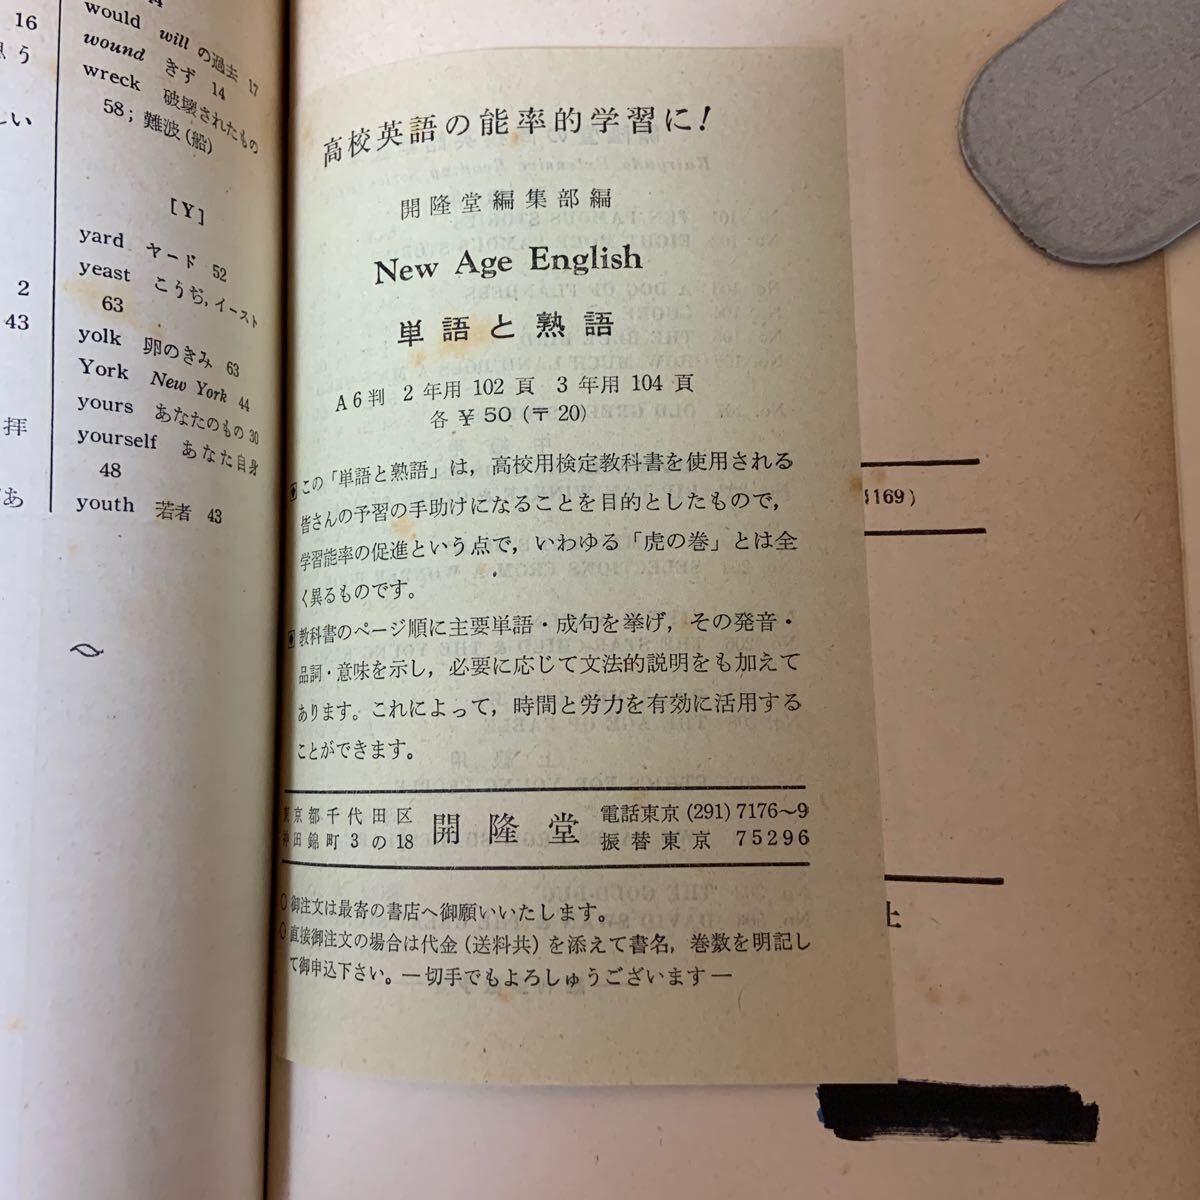 16
う
い
2
43
拝
あ
would will の過去 17
wound きず 14
wreck 破壊されたもの
58; 難波(船)
[Y]
yard ヤード 52
yeast こうぢ,イースト
63
yolk 卵のきみ 63
York New York 44
yours あなたのもの 30
yourself あなた自身
48
youth 若者 43
高校英語の能率的学習に!
開隆堂編集部編
New Age English
単語と熟語
A6判 2年用 102頁 3年用 104頁
各 ¥50 (〒20)
この「単語と熟語」は,高校用検定教科書を使用される
皆さんの予習の手助けになることを目的としたもので,
学習能率の促進という点で,いわゆる「虎の巻」とは全
く異るものです。
教科書のページ順に主要単語・成句を挙げ,その発音・
品詞・意味を示し,必要に応じて文法的説明をも加えて
あります。これによって,時間と労力を有効に活用する
ことができます。
東京都千代田区
神田錦町3の18
開隆堂
電話東京 (291) 7176〜9
振替東京 75296
○御注文は最寄の書店へ御願いいたします。
○直接御注文の場合は代金(送料共)を添えて書名,巻数を明記し
て御申込下さい。—切手でもよろしゅうございます—
4169)